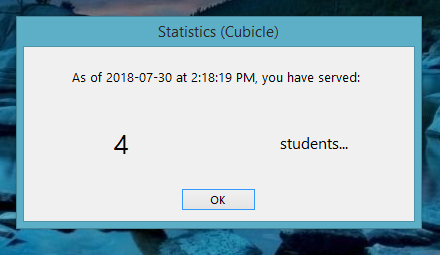 Statistics (Cubicle)
As of 2018-07-30 at 2:18:19 PM, you have served:
4 students...
OK